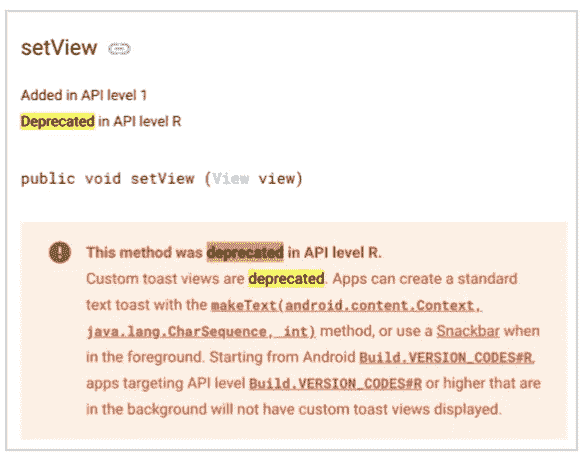 setView
Added in API level 1
Deprecated in API level R
public void setView (View view)
This method was deprecated in API level R.
Custom toast views are deprecated. Apps can create a standard
text toast with the makeText(android.content.Context,
java.lang.CharSequence, int) method, or use a Snackbar when
in the foreground. Starting from Android Build.VERSION_CODES#R,
apps targeting API level Build.VERSION_CODES#R or higher that are
in the background will not have custom toast views displayed.